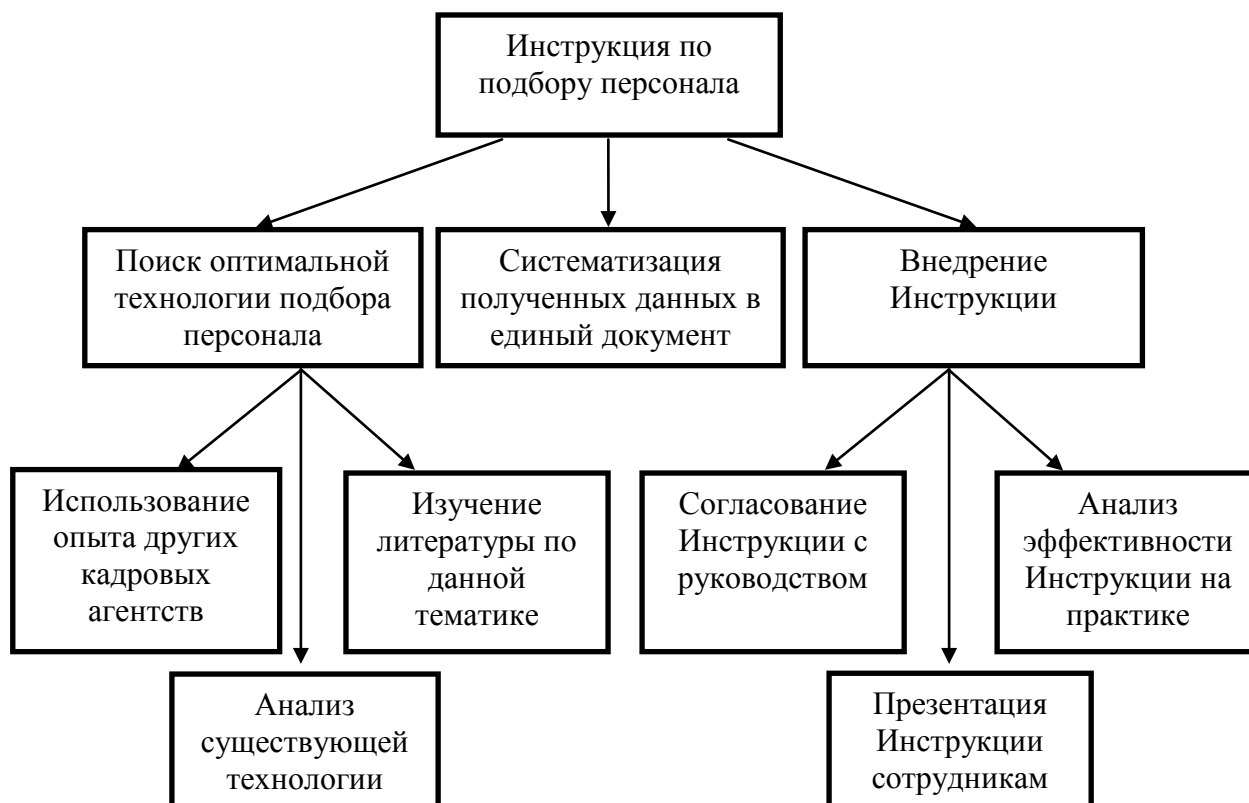 Инструкция по
подбору персонала
Поиск оптимальной
технологии подбора
персонала
Систематизация
полученных данных в
единый документ
Внедрение
Инструкции
Использование
опыта других
кадровых
агентств
Изучение
литературы по
данной
тематике
Согласование
Инструкции с
руководством
Анализ
эффективности
Инструкции на
практике
Анализ
существующей
технологии
Презентация
Инструкции
сотрудникам